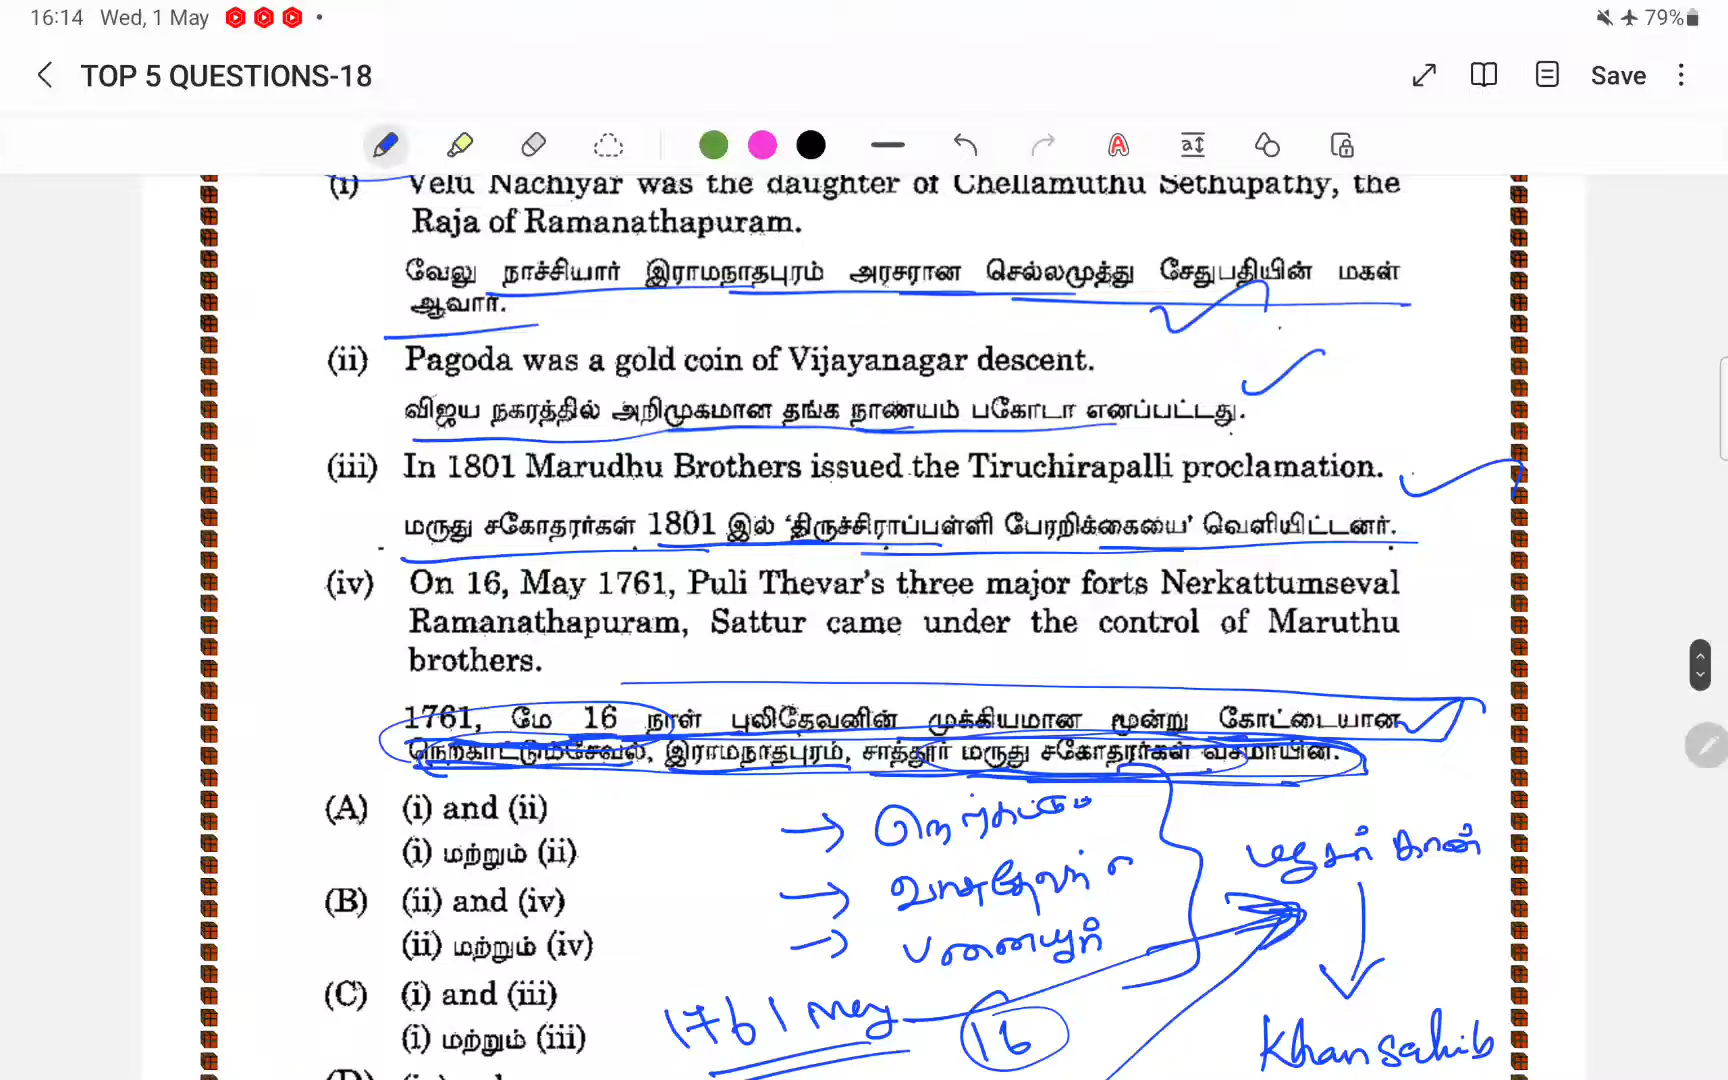 16:14 Wed, 1 May
79%
TOP 5 QUESTIONS-18
Save
(i) Velu Nachiyar was the daughter of Chellamuthu Sethupathy, the
Raja of Ramanathapuram.
வேலு நாச்சியார் இராமநாதபுரம் அரசரான செல்லமுத்து சேதுபதியின் மகள்
ஆவார்.
(ii) Pagoda was a gold coin of Vijayanagar descent.
விஜய நகரத்தில் அறிமுகமான தங்க நாணயம் பகோடா எனப்பட்டது.
(iii) In 1801 Marudhu Brothers issued the Tiruchirapalli proclamation.
மருது சகோதரர்கள் 1801 இல் ‘திருச்சிராப்பள்ளி பேரறிக்கையை’ வெளியிட்டனர்.
(iv) On 16, May 1761, Puli Thevar's three major forts Nerkattumseval
Ramanathapuram, Sattur came under the control of Maruthu
brothers.
1761, மே 16 நாள் புலிதேவனின் முக்கியமான மூன்று கோட்டையான
நெற்காட்டும்சேவல், இராமநாதபுரம், சாத்தூர் மருது சகோதரர்கள் வசமாயின.
(A) (i) and (ii)
(i) மற்றும் (ii)
(B) (ii) and (iv)
(ii) மற்றும் (iv)
(C) (i) and (iii)
(i) மற்றும் (iii)
பனையூர்
கான்
1761 May 16
Khan sahib